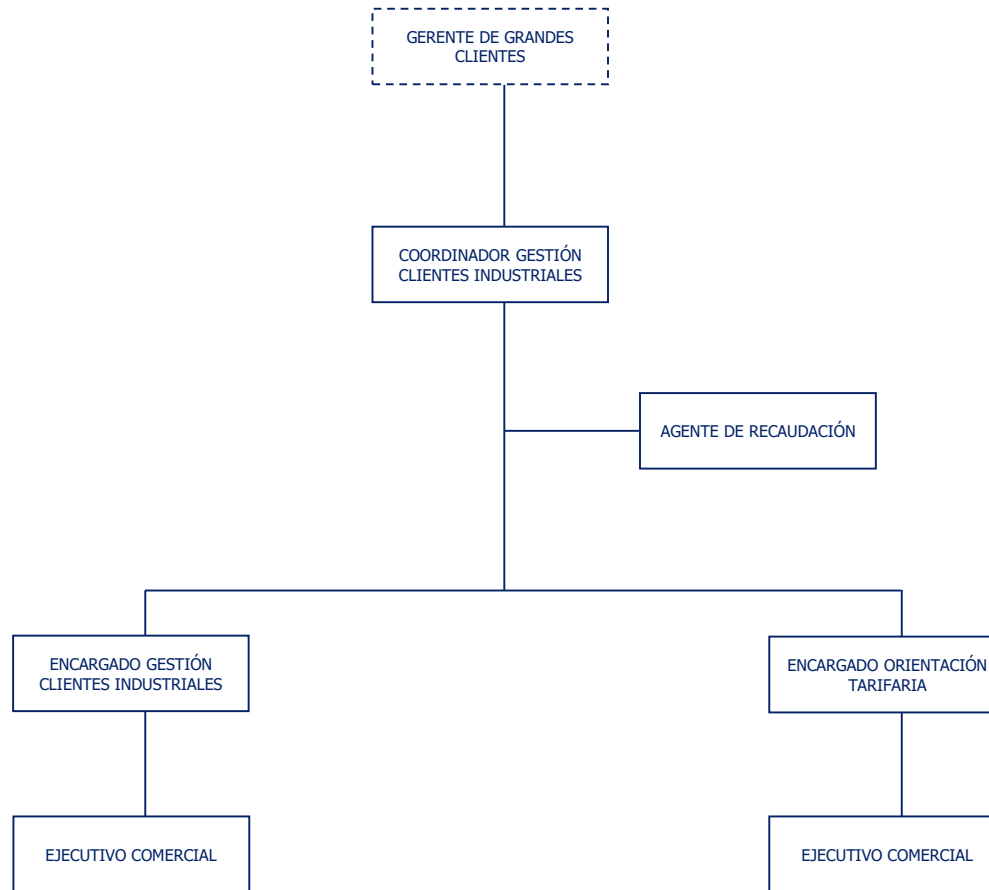 GERENTE DE GRANDES
CLIENTES
COORDINADOR GESTIÓN
CLIENTES INDUSTRIALES
AGENTE DE RECAUDACIÓN
ENCARGADO GESTIÓN
CLIENTES INDUSTRIALES
ENCARGADO ORIENTACIÓN
TARIFARIA
EJECUTIVO COMERCIAL
EJECUTIVO COMERCIAL